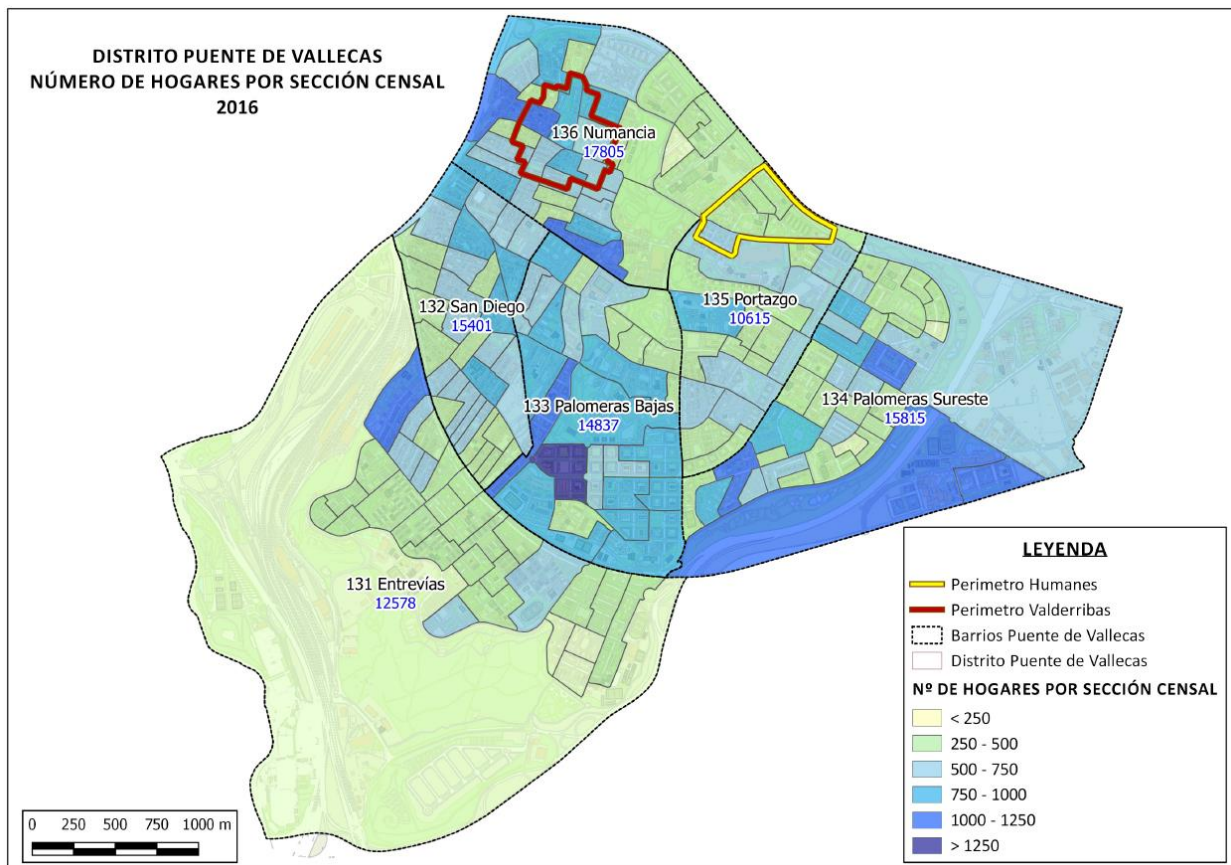 DISTRITO PUENTE DE VALLECAS
NÚMERO DE HOGARES POR SECCIÓN CENSAL
2016
136 Numancia
17805
132 San Diego
15401
135 Portazgo
10615
133 Palomeras Bajas
14837
134 Palomeras Sureste
15815
131 Entrevías
12578
LEYENDA
Perimetro Humanes
Perimetro Valderribas
Barrios Puente de Vallecas
Distrito Puente de Vallecas
Nº DE HOGARES POR SECCIÓN CENSAL
< 250
250 - 500
500 - 750
750 - 1000
1000 - 1250
> 1250
0 250 500 750 1000 m